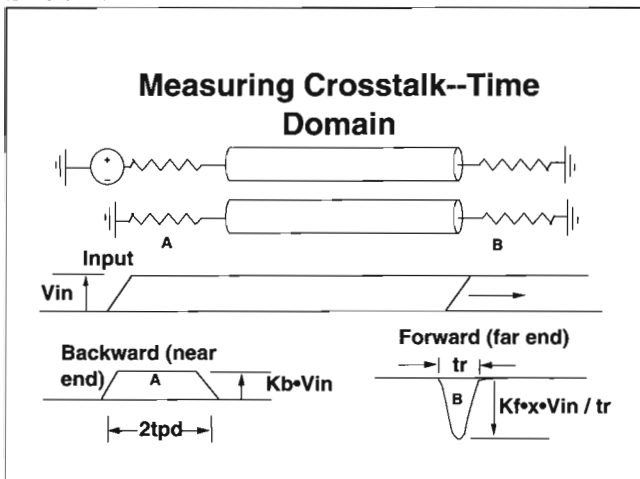 Measuring Crosstalk--Time
Domain
+
−
A
B
Input
Vin
Backward (near
end)
A
Kb•Vin
2tpd
Forward (far end)
tr
B
Kf•x•Vin / tr